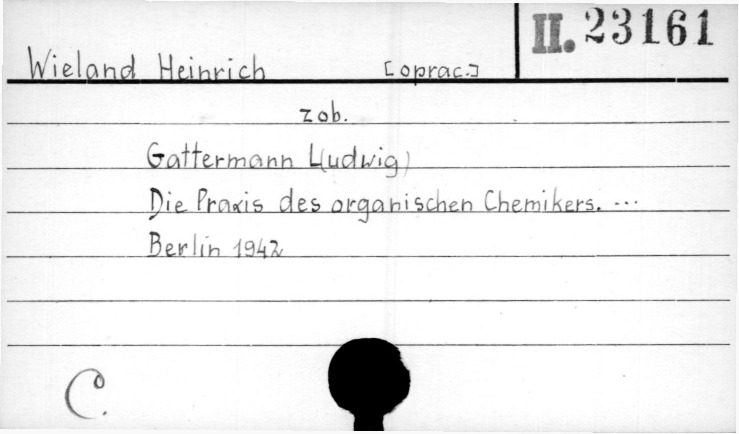 II. 23161
Wieland Heinrich [oprac.]
zob.
Gattermann L(udwig)
Die Praxis des organischen Chemikers. ...
Berlin 1942
C.